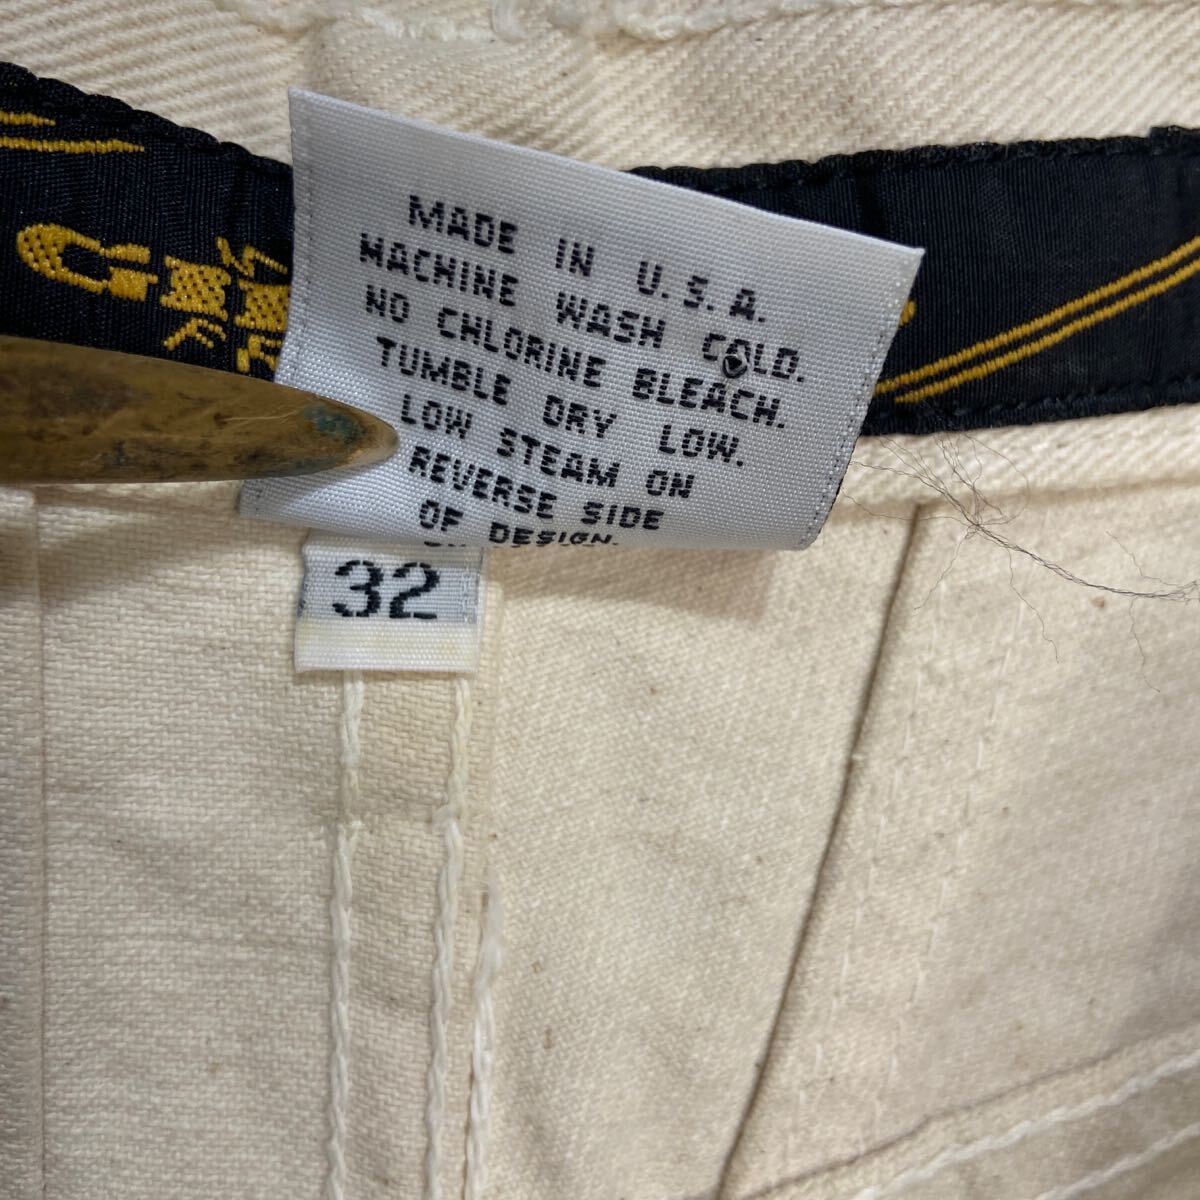 MADE IN U.S.A.
MACHINE WASH COLD.
NO CHLORINE BLEACH.
TUMBLE DRY LOW.
LOW STEAM ON
REVERSE SIDE
OF DESIGN.
32